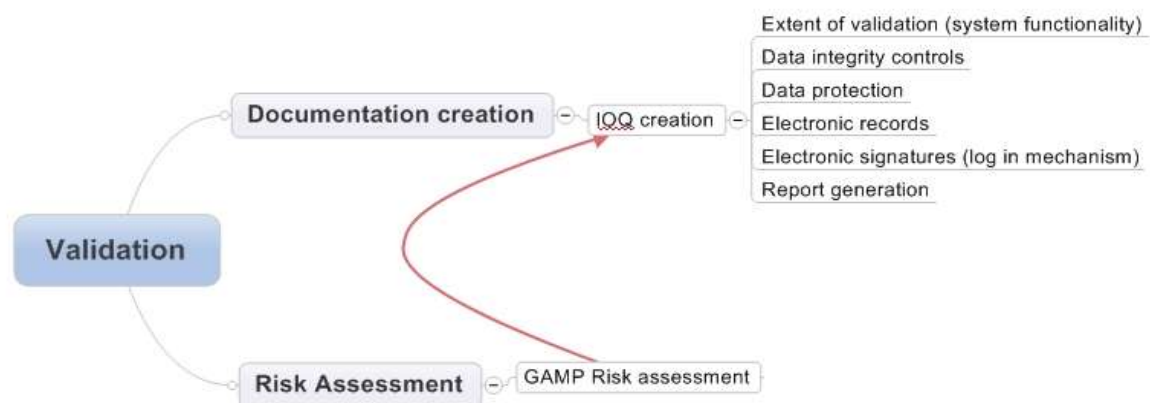 Extent of validation (system functionality)
Data integrity controls
Data protection
Documentation creation
IOQ creation
Electronic records
Electronic signatures (log in mechanism)
Report generation
Validation
Risk Assessment
GAMP Risk assessment